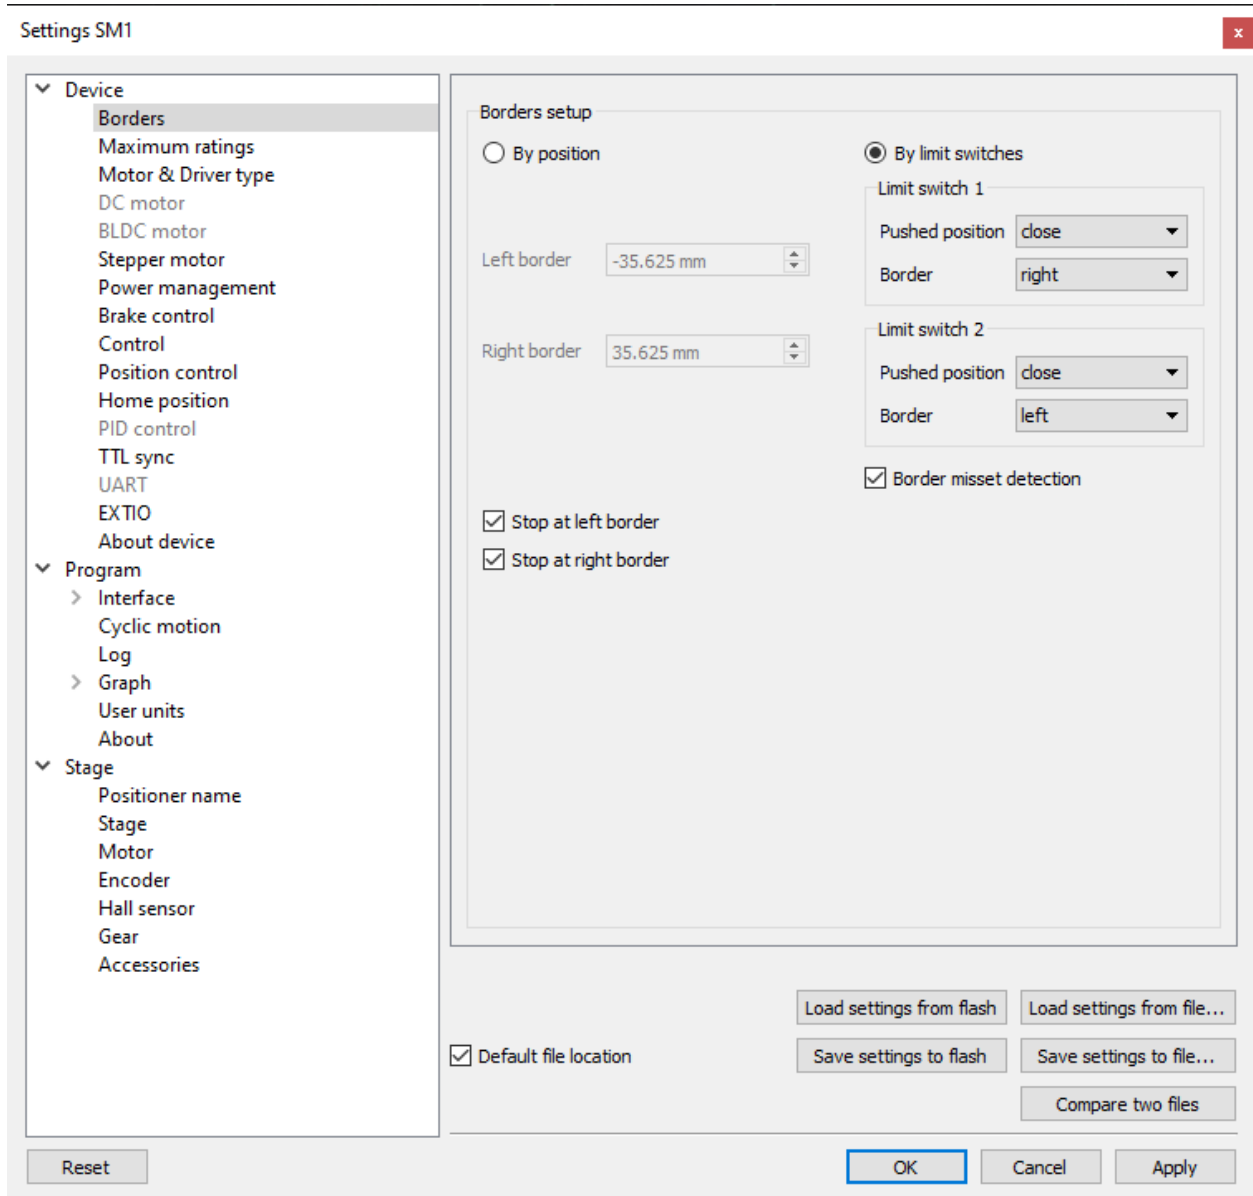 Settings SM1
x
Device
Borders
Maximum ratings
Motor & Driver type
DC motor
BLDC motor
Stepper motor
Power management
Brake control
Control
Position control
Home position
PID control
TTL sync
UART
EXTIO
About device
Program
Interface
Cyclic motion
Log
Graph
User units
About
Stage
Positioner name
Stage
Motor
Encoder
Hall sensor
Gear
Accessories
Borders setup
By position
Left border -35.625 mm
Right border 35.625 mm
By limit switches
Limit switch 1
Pushed position close
Border right
Limit switch 2
Pushed position close
Border left
Border misset detection
Stop at left border
Stop at right border
Load settings from flash Load settings from file...
Default file location Save settings to flash Save settings to file...
Compare two files
Reset OK Cancel Apply